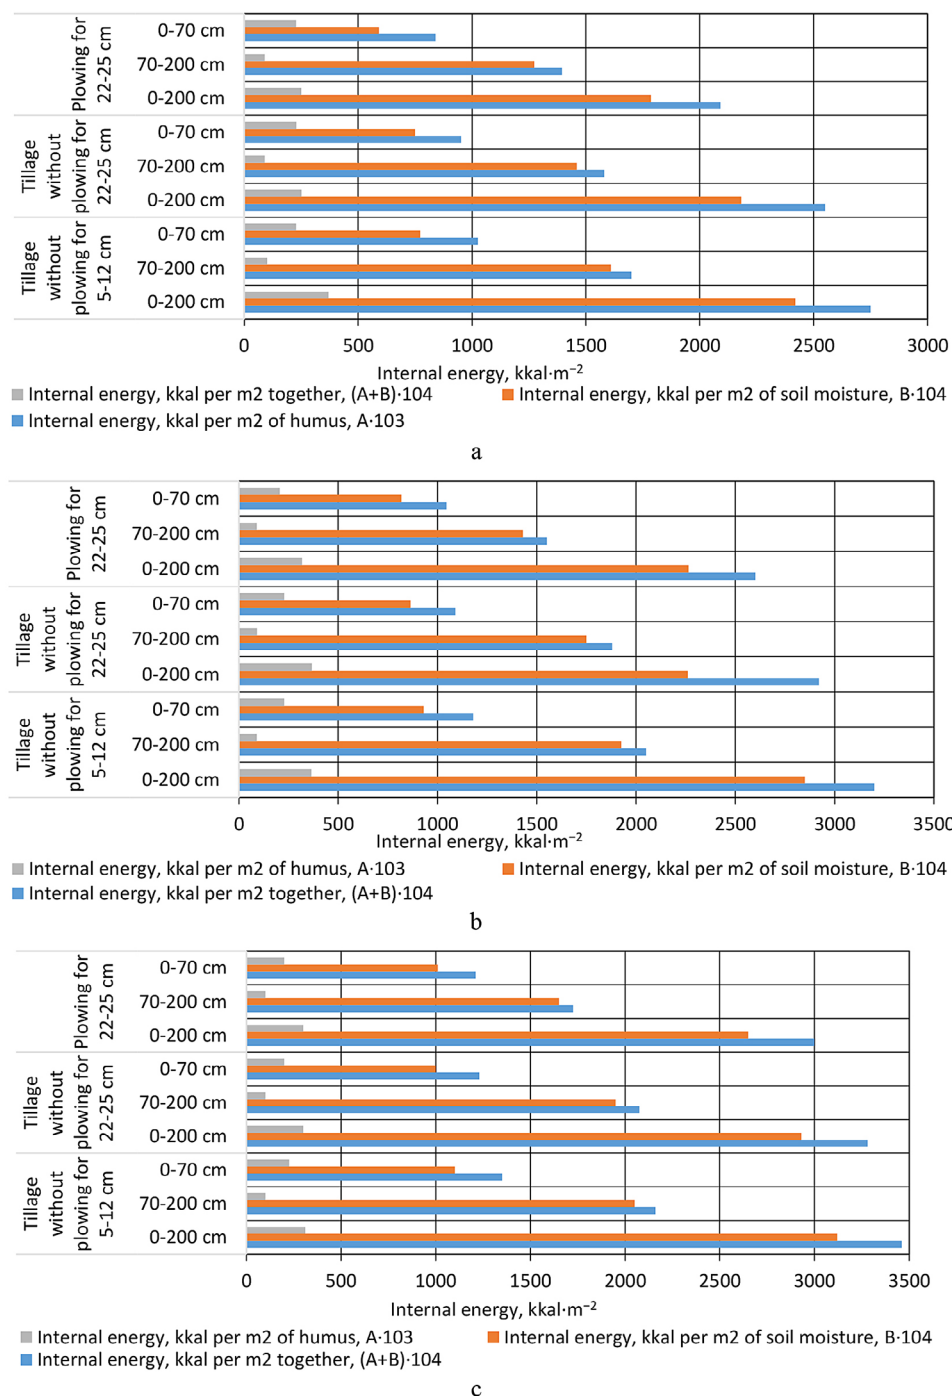 Plowing for
22-25 cm
0-70 cm
70-200 cm
0-200 cm
Tillage
without
plowing for
22-25 cm
0-70 cm
70-200 cm
0-200 cm
Tillage
without
plowing for
5-12 cm
0-70 cm
70-200 cm
0-200 cm
0 500 1000 1500 2000 2500 3000
Internal energy, kkal·m⁻²
Internal energy, kkal per m2 together, (A+B)·104
Internal energy, kkal per m2 of soil moisture, B·104
Internal energy, kkal per m2 of humus, A·103
a
Plowing for
22-25 cm
0-70 cm
70-200 cm
0-200 cm
Tillage
without
plowing for
22-25 cm
0-70 cm
70-200 cm
0-200 cm
Tillage
without
plowing for
5-12 cm
0-70 cm
70-200 cm
0-200 cm
0 500 1000 1500 2000 2500 3000 3500
Internal energy, kkal·m⁻²
Internal energy, kkal per m2 of humus, A·103
Internal energy, kkal per m2 of soil moisture, B·104
Internal energy, kkal per m2 together, (A+B)·104
b
Plowing for
22-25 cm
0-70 cm
70-200 cm
0-200 cm
Tillage
without
plowing for
22-25 cm
0-70 cm
70-200 cm
0-200 cm
Tillage
without
plowing for
5-12 cm
0-70 cm
70-200 cm
0-200 cm
0 500 1000 1500 2000 2500 3000 3500
Internal energy, kkal·m⁻²
Internal energy, kkal per m2 of humus, A·103
Internal energy, kkal per m2 of soil moisture, B·104
Internal energy, kkal per m2 together, (A+B)·104
c